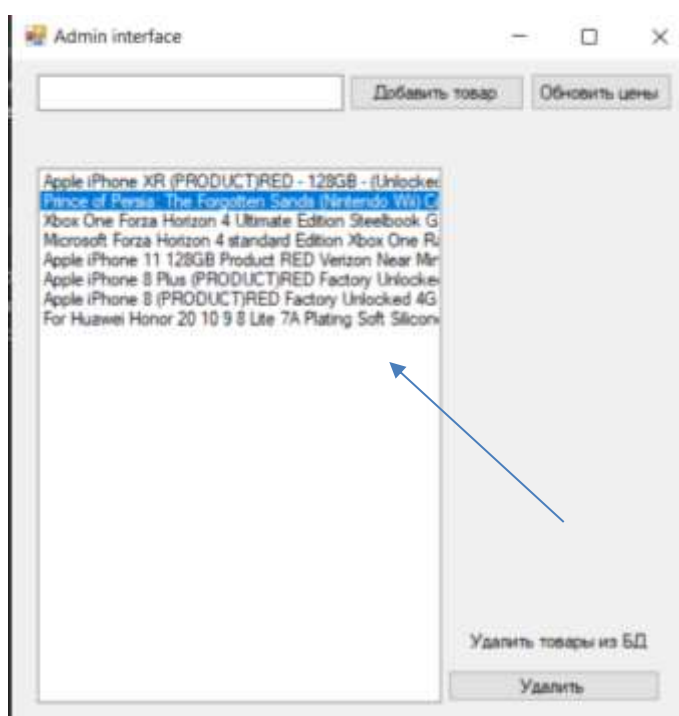 Admin interface
Добавить товар
Обновить цены
Apple iPhone XR (PRODUCT)RED - 128GB - (Unlocked
Prince of Persia: The Forgotten Sands (Nintendo Wii)
Xbox One Forza Horizon 4 Ultimate Edition Steelbook G
Microsoft Forza Horizon 4 standard Edition Xbox One
Apple iPhone 11 128GB Product RED Verizon Near
Apple iPhone 8 Plus (PRODUCT)RED Factory Unlocked
Apple iPhone 8 (PRODUCT)RED Factory Unlocked 4G
For Huawei Honor 20 10 9 8 Lite 7A Plating Soft Silicon
Удалить товары из БД
Удалить